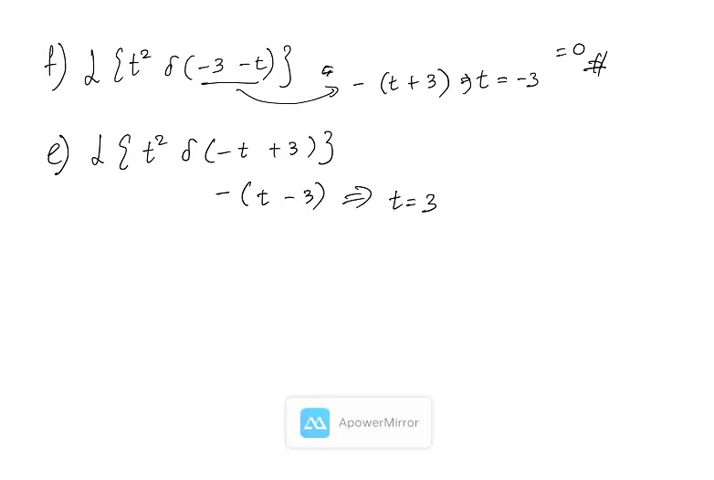 f) L {t² δ(-3 -t)} = - (t + 3) ⇒ t = -3 = 0 #
e) L { t² δ(-t +3)}
- (t - 3) ⇒ t = 3
ApowerMirror